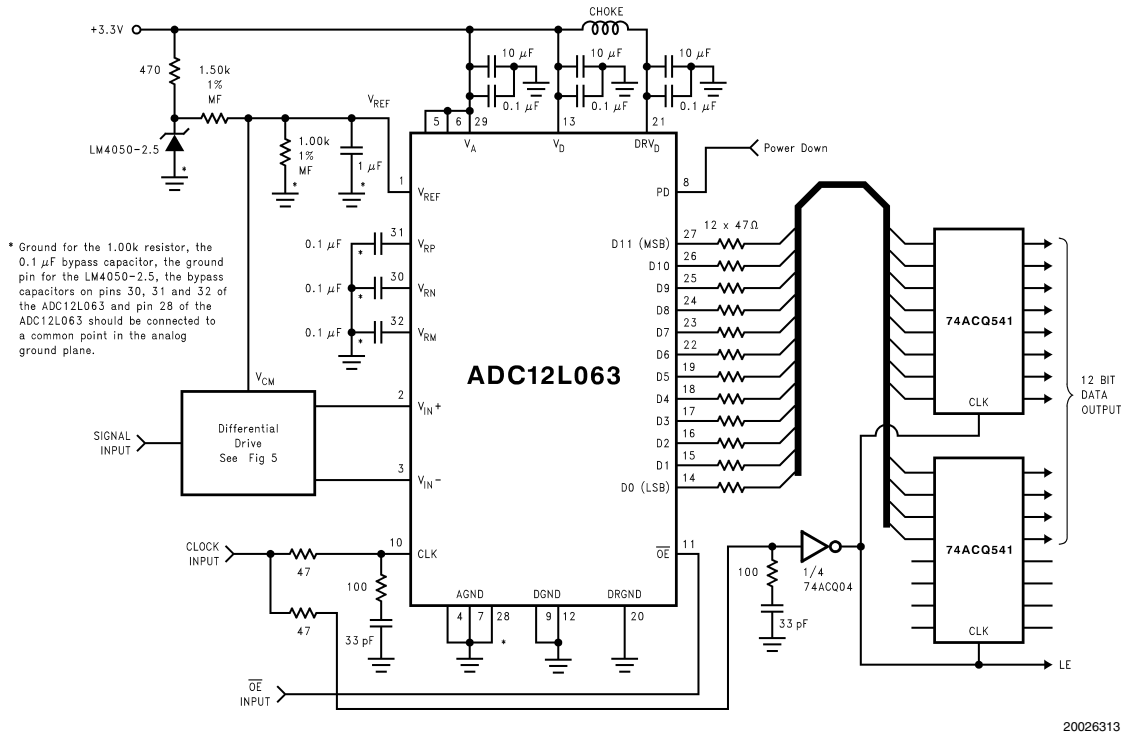 CHOKE
+3.3V
470
1.50k
1%
MF
10 μF
0.1 μF
10 μF
0.1 μF
10 μF
0.1 μF
VREF
LM4050-2.5
*
1.00k
1%
MF
*
1 μF
*
5 6 29
VA
13
VD
21
DRVD
1
VREF
8
PD
Power Down
* Ground for the 1.00k resistor, the
0.1 μF bypass capacitor, the ground
pin for the LM4050-2.5, the bypass
capacitors on pins 30, 31 and 32 of
the ADC12L063 and pin 28 of the
ADC12L063 should be connected to
a common point in the analog
ground plane.
0.1 μF
*
31
VRP
0.1 μF
*
30
VRN
0.1 μF
*
32
VRM
ADC12L063
12 x 47Ω
D11 (MSB) 27
D10 26
D9 25
D8 24
D7 23
D6 22
D5 19
D4 18
D3 17
D2 16
D1 15
D0 (LSB) 14
74ACQ541
CLK
12 BIT
DATA
OUTPUT
74ACQ541
CLK
LE
VCM
SIGNAL
INPUT
Differential
Drive
See Fig 5
2
VIN+
3
VIN-
CLOCK
INPUT
47
10
CLK
100
33 pF
47
11
OE
AGND
4 7 28
*
DGND
9 12
DRGND
20
100
33 pF
1/4
74ACQ04
OE
INPUT
20026313